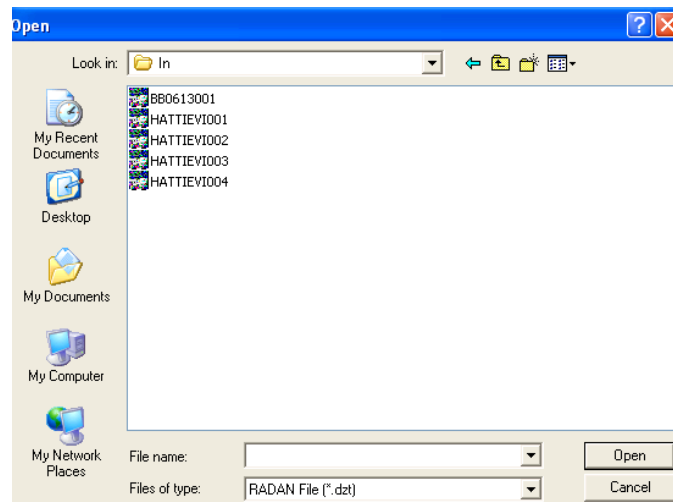 Open
Look in:
In
My Recent
Documents
Desktop
My Documents
My Computer
My Network
Places
BB0613001
HATTIEVI001
HATTIEVI002
HATTIEVI003
HATTIEVI004
File name:
Open
Files of type:
RADAN File (*.dzt)
Cancel